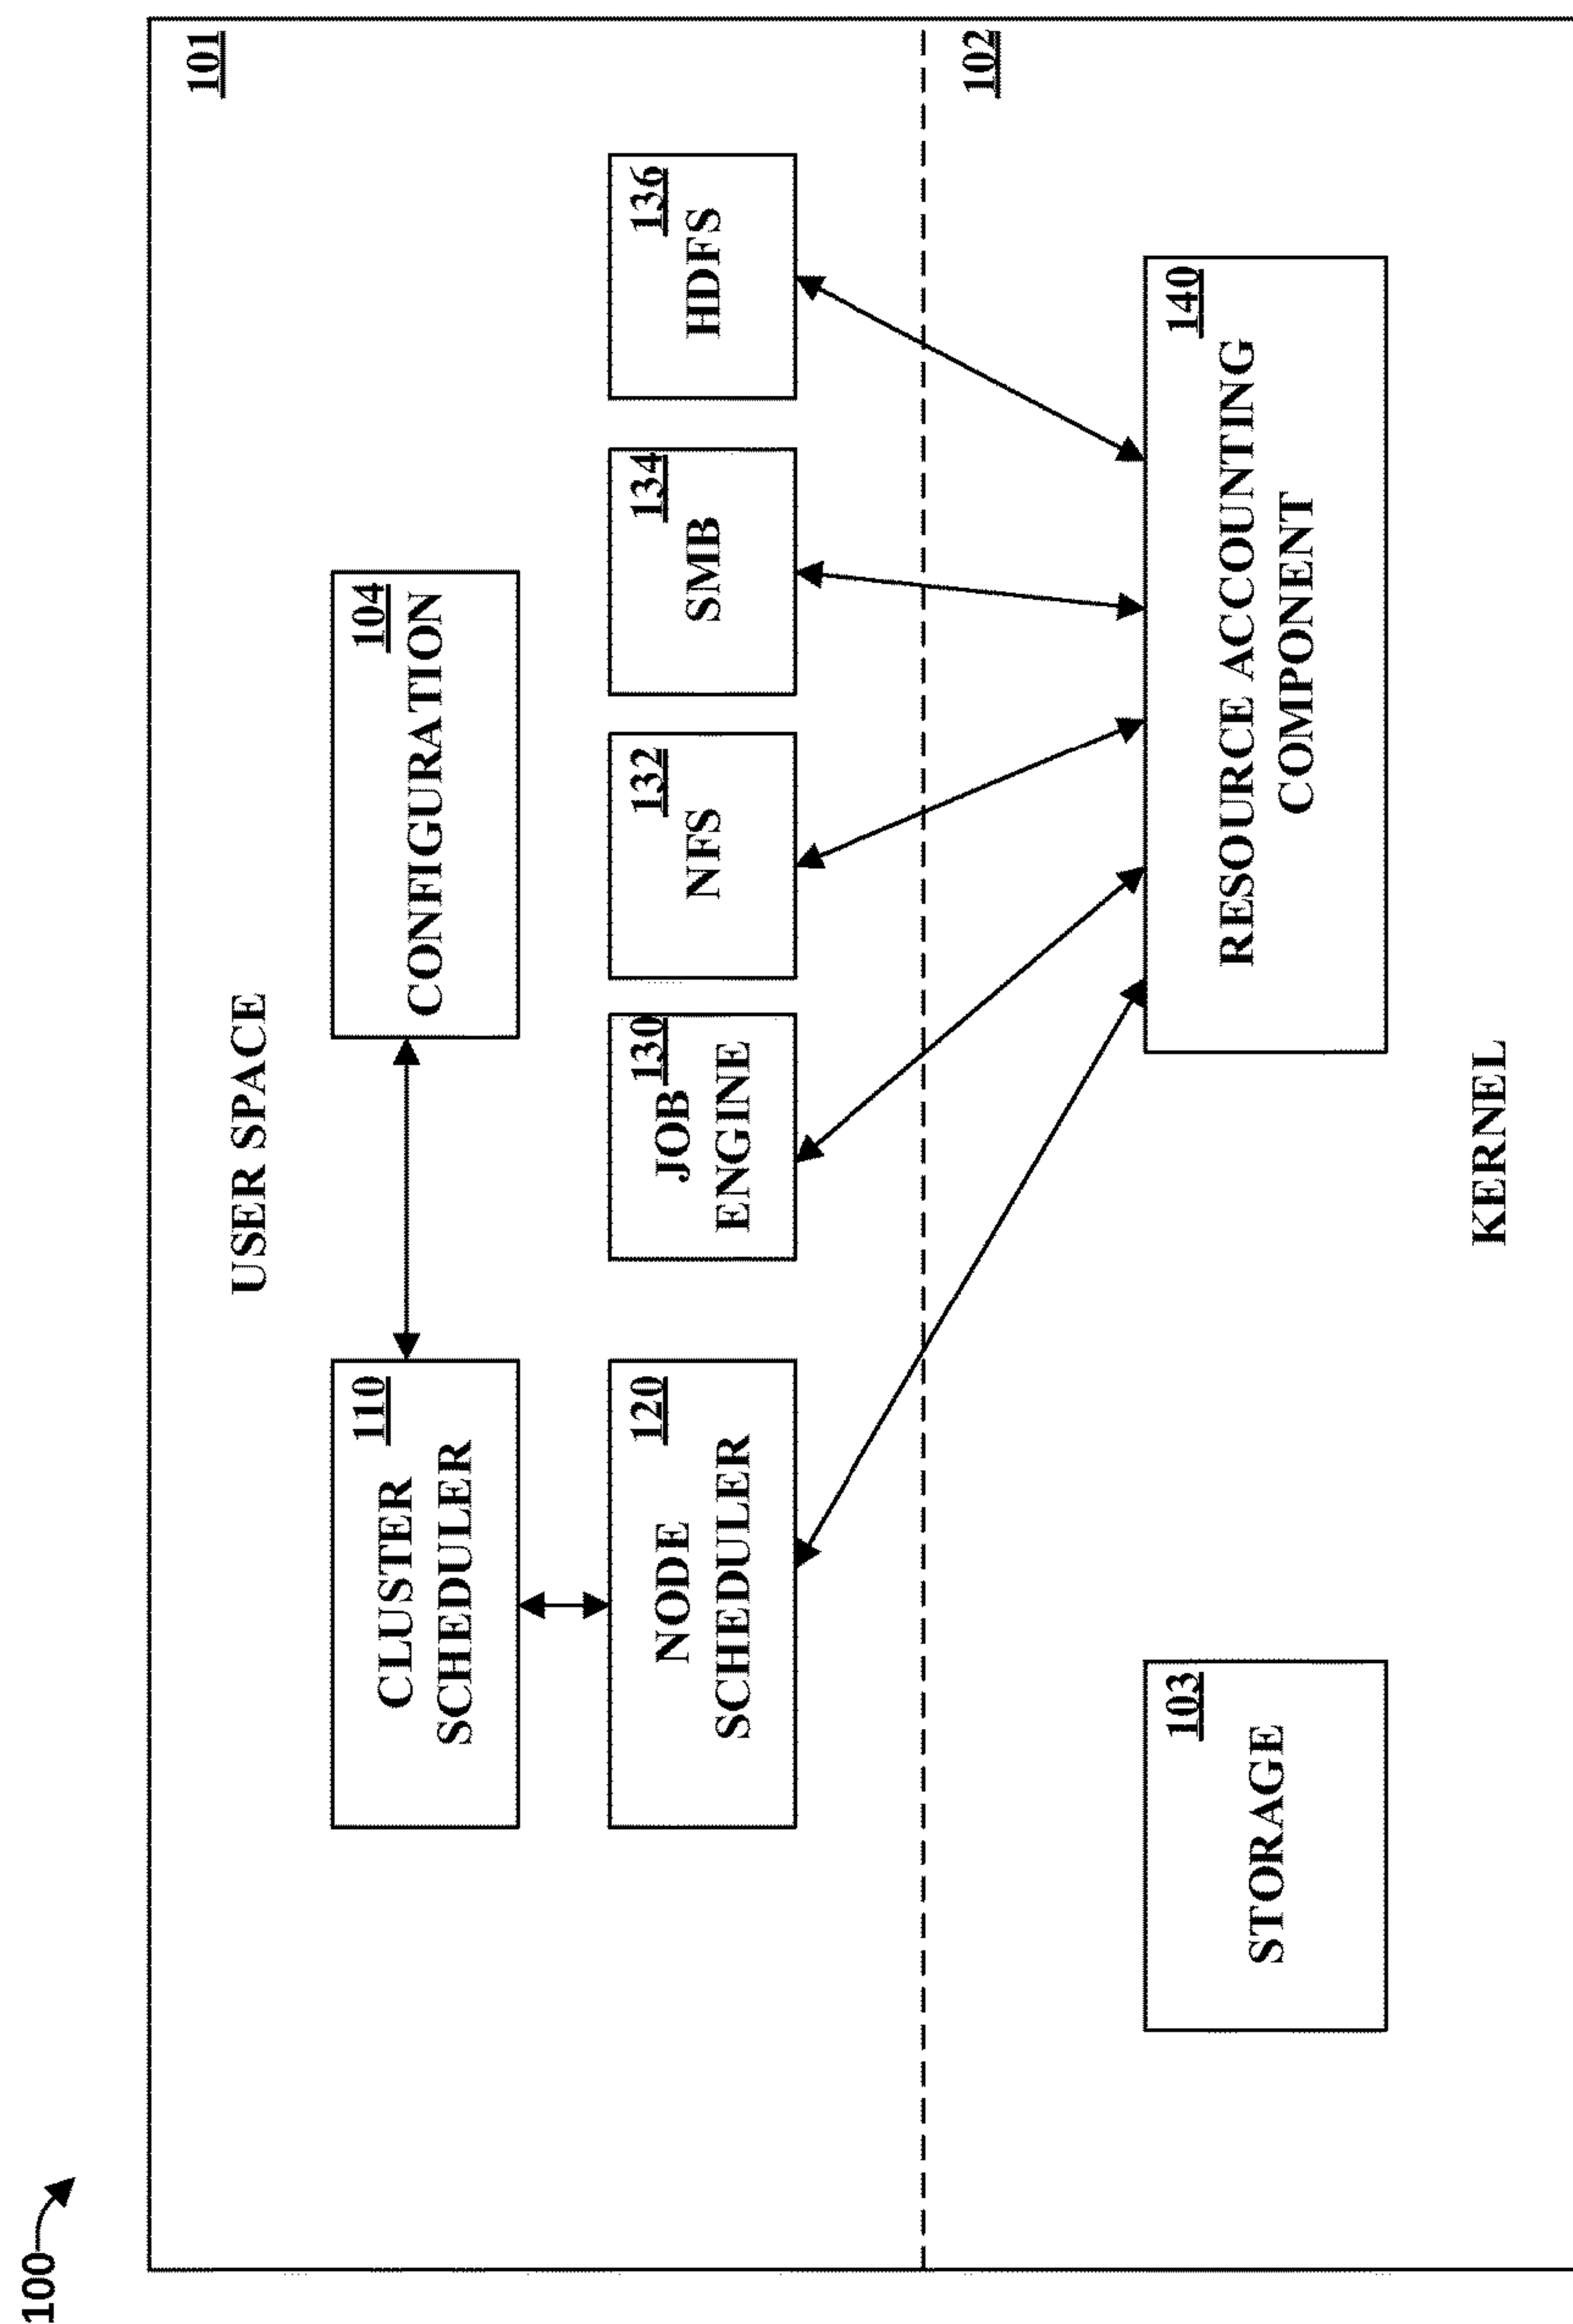 100
101
USER SPACE
110
CLUSTER
SCHEDULER
104
CONFIGURATION
120
NODE
SCHEDULER
130
JOB
ENGINE
132
NFS
134
SMB
136
HDFS
102
103
STORAGE
140
RESOURCE ACCOUNTING
COMPONENT
KERNEL